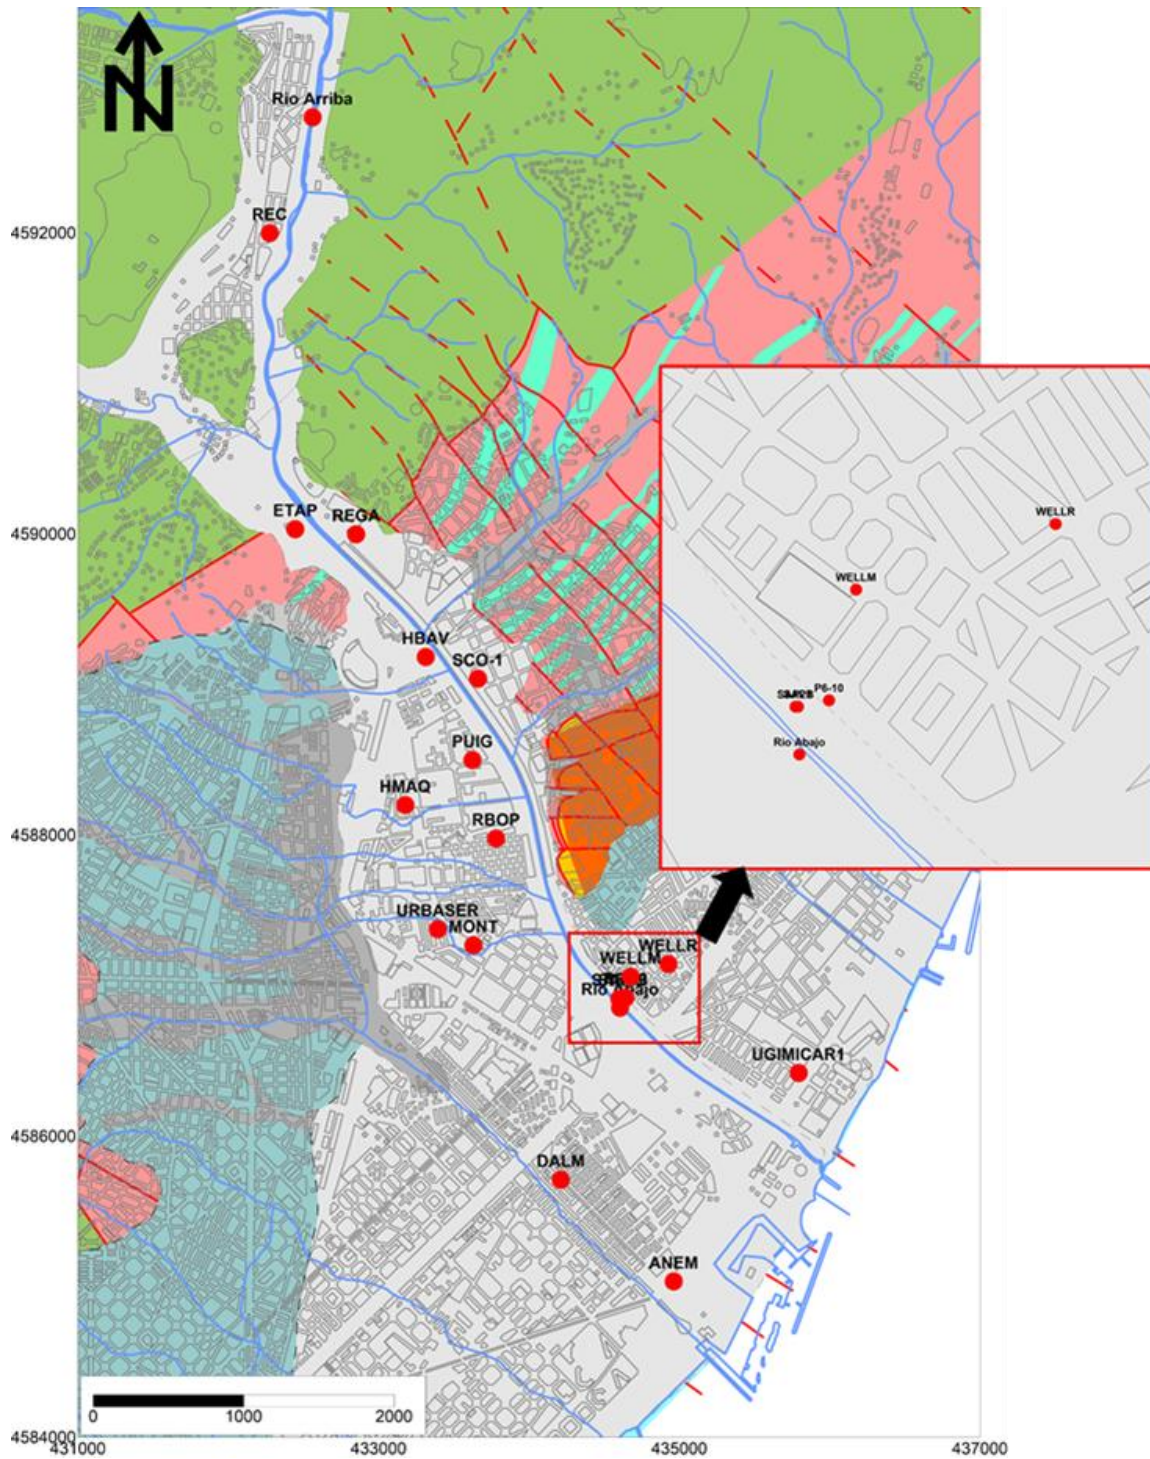 N
Rio Arriba
REC
4592000
ETAP
REGA
4590000
WELLR
WELLM
P6-10
Rio Abajo
HBAV
SCO-1
PUIG
HMAQ
RBOP
4588000
URBASER
MONT
WELLR
WELLM
Rio Abajo
UGIMICAR1
4586000
DALM
ANEM
0 1000 2000
4584000
431000 433000 435000 437000